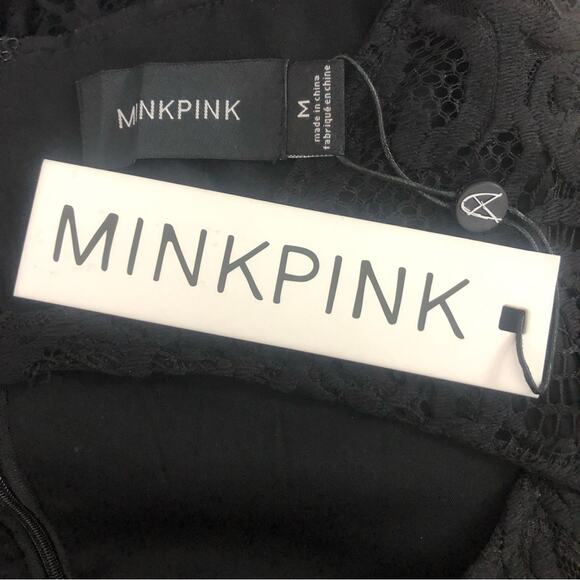 MINKPINK
M
made in china
fabriqué en chine
MINKPINK